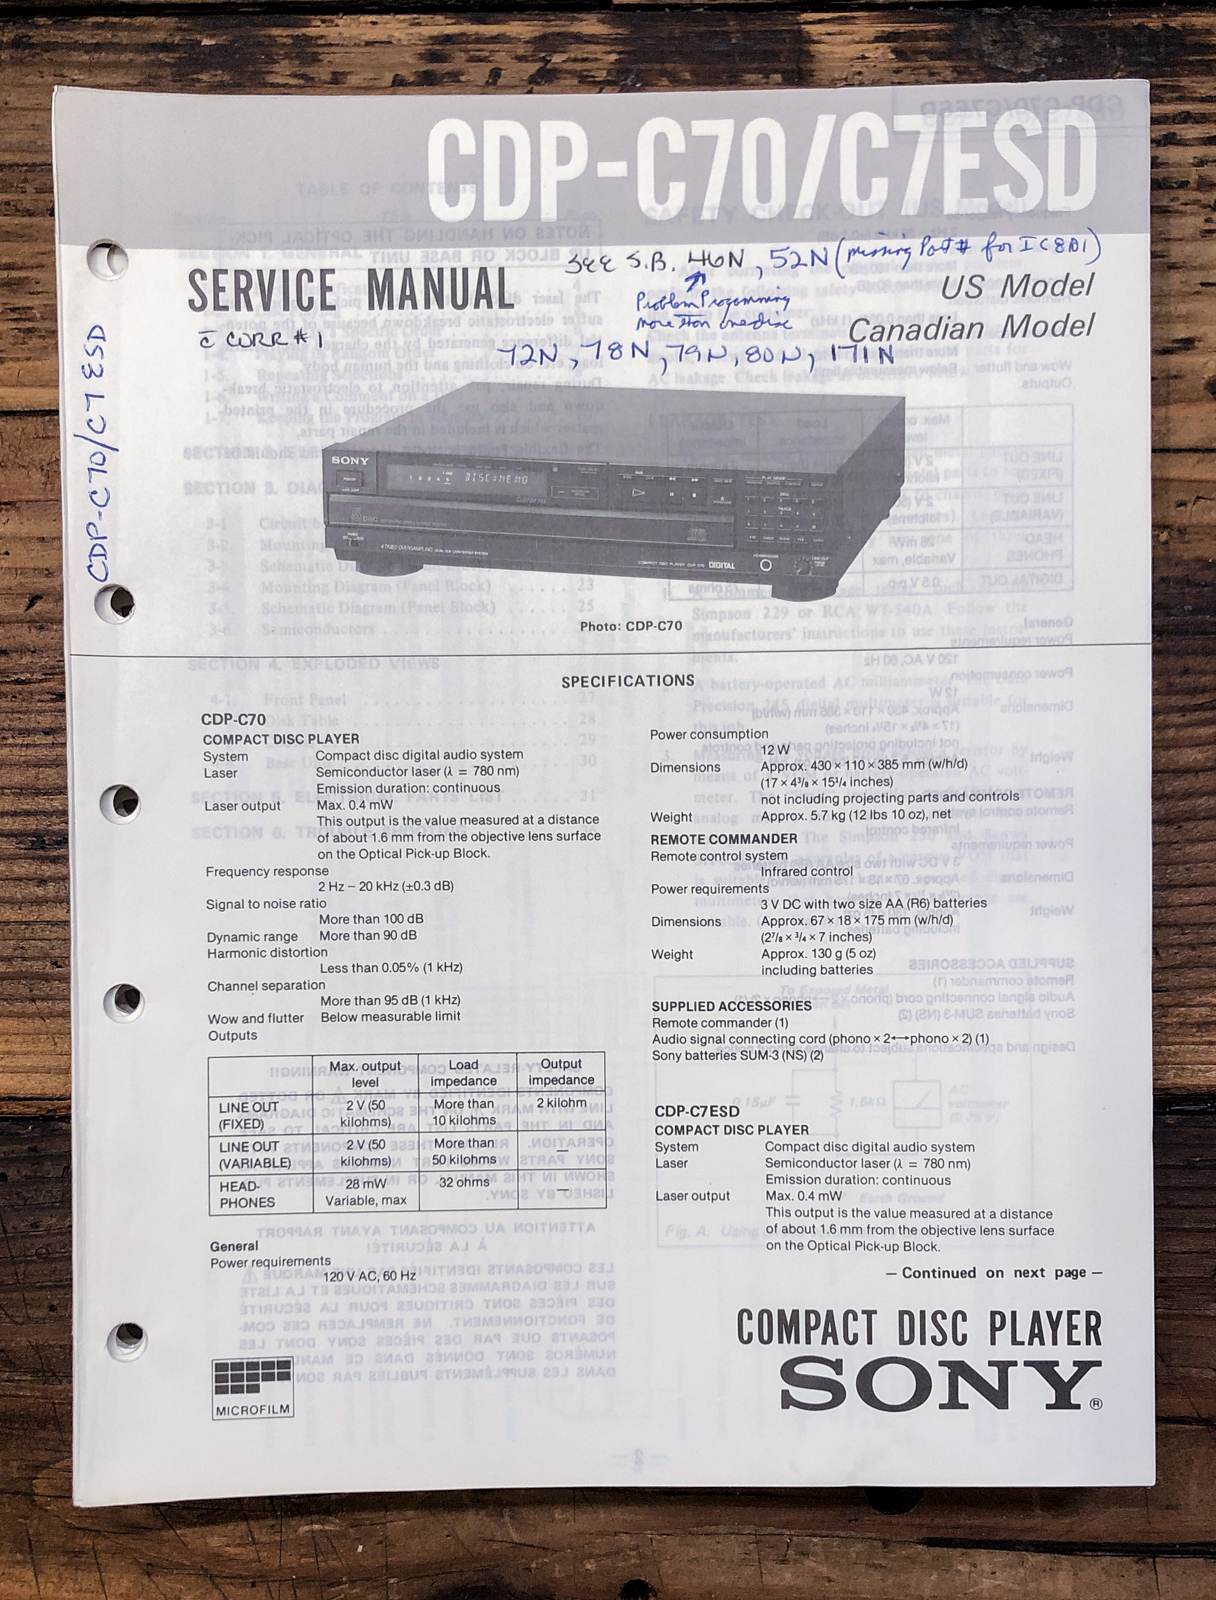 CDP-C70/C7ESD
SERVICE MANUAL
See S.B. 46N, 52N (missing Part # for IC801)
Problem Programming
more than one disc
US Model
Canadian Model
c̄ CORR # 1
72N, 78N, 79N, 80N, 171N
CDP-C70/C7 ESD
SONY
DISC:MEMO
DIGITAL
Photo: CDP-C70
SPECIFICATIONS
CDP-C70
COMPACT DISC PLAYER
System Compact disc digital audio system
Laser Semiconductor laser (λ = 780 nm)
Emission duration: continuous
Laser output Max. 0.4 mW
This output is the value measured at a distance
of about 1.6 mm from the objective lens surface
on the Optical Pick-up Block.
Frequency response
2 Hz – 20 kHz (±0.3 dB)
Signal to noise ratio
More than 100 dB
Dynamic range More than 90 dB
Harmonic distortion
Less than 0.05% (1 kHz)
Channel separation
More than 95 dB (1 kHz)
Wow and flutter Below measurable limit
Outputs
Max. output level Load impedance Output impedance
LINE OUT (FIXED) 2 V (50 kilohms) More than 10 kilohms 2 kilohm
LINE OUT (VARIABLE) 2 V (50 kilohms) More than 50 kilohms —
HEAD-PHONES 28 mW Variable, max 32 ohms —
General
Power requirements
120 V AC, 60 Hz
Power consumption
12 W
Dimensions Approx. 430 × 110 × 385 mm (w/h/d)
(17 × 4³/₈ × 15¹/₄ inches)
not including projecting parts and controls
Weight Approx. 5.7 kg (12 lbs 10 oz), net
REMOTE COMMANDER
Remote control system
Infrared control
Power requirements
3 V DC with two size AA (R6) batteries
Dimensions Approx. 67 × 18 × 175 mm (w/h/d)
(2⁷/₈ × ³/₄ × 7 inches)
Weight Approx. 130 g (5 oz)
including batteries
SUPPLIED ACCESSORIES
Remote commander (1)
Audio signal connecting cord (phono × 2↔phono × 2) (1)
Sony batteries SUM-3 (NS) (2)
CDP-C7ESD
COMPACT DISC PLAYER
System Compact disc digital audio system
Laser Semiconductor laser (λ = 780 nm)
Emission duration: continuous
Laser output Max. 0.4 mW
This output is the value measured at a distance
of about 1.6 mm from the objective lens surface
on the Optical Pick-up Block.
— Continued on next page —
COMPACT DISC PLAYER
SONY®
MICROFILM